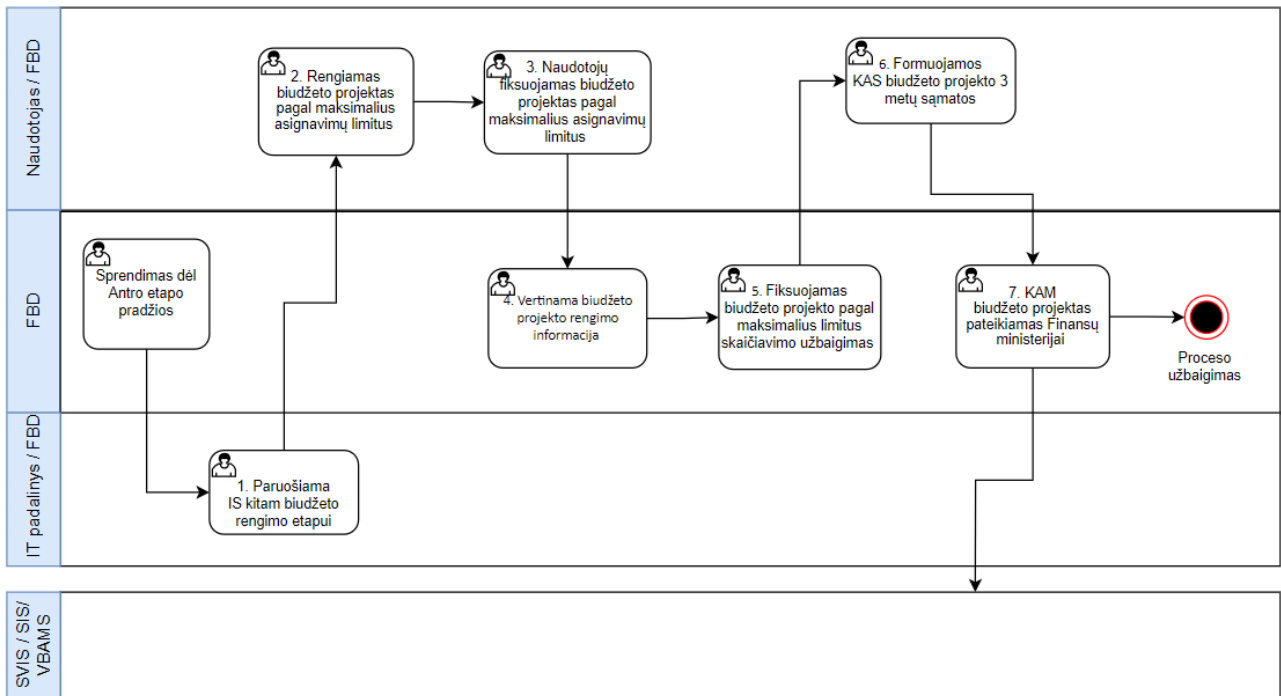 Naudotojas / FBD
2. Rengiamas
biudžeto projektas
pagal maksimalius
asignavimų limitus
3. Naudotojų
fiksuojamas biudžeto
projektas pagal
maksimalius asignavimų
limitus
6. Formuojamos
KAS biudžeto projekto 3
metų sąmatos
FBD
Sprendimas dėl
Antro etapo
pradžios
4. Vertinama biudžeto
projekto rengimo
informacija
5. Fiksuojamas
biudžeto projekto pagal
maksimalius limitus
skaičiavimo užbaigimas
7. KAM
biudžeto projektas
pateikiamas Finansų
ministerijai
Proceso
užbaigimas
IT padalinys / FBD
1. Paruošiama
IS kitam biudžeto
rengimo etapui
SVIS / SIS/
VBAMS